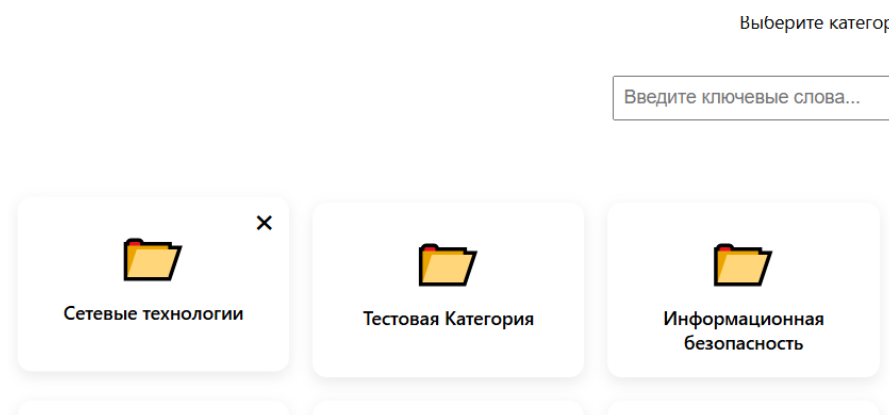 Выберите катего
Введите ключевые слова...
Сетевые технологии
Тестовая Категория
Информационная
безопасность